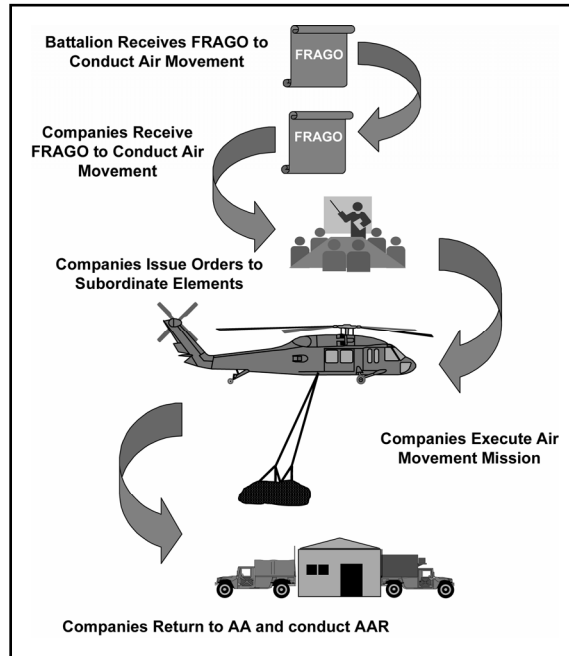 Battalion Receives FRAGO to
Conduct Air Movement
FRAGO
Companies Receive
FRAGO to Conduct Air
Movement
FRAGO
Companies Issue Orders to
Subordinate Elements
Companies Execute Air
Movement Mission
Companies Return to AA and conduct AAR